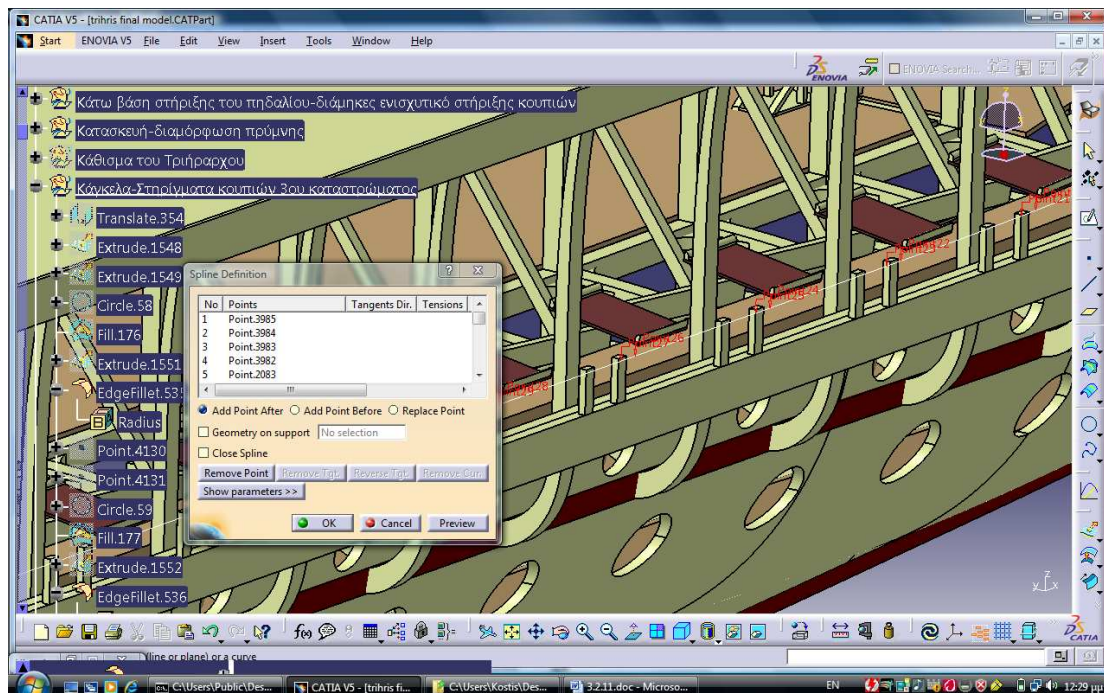 CATIA V5 - [trihris final model.CATPart]
Start ENOVIA V5 File Edit View Insert Tools Window Help
ENOVIA
ENOVIA Search...
Κάτω βάση στήριξης του πηδαλίου-διάμηκες ενισχυτικό στήριξης κουπιών
Κατασκευή-διαμόρφωση πρύμνης
Κάθισμα του Τριήραρχου
Κάγκελα-Στηρίγματα κουπιών 3ου καταστρώματος
Translate.354
Extrude.1548
Extrude.1549
Circle.58
Fill.176
Extrude.1551
EdgeFillet.535
Radius
Point.4130
Point.4131
Circle.59
Fill.177
Extrude.1552
EdgeFillet.536
Spline Definition
No Points Tangents Dir. Tensions
1 Point.3985
2 Point.3984
3 Point.3983
4 Point.3982
5 Point.2083
Add Point After Add Point Before Replace Point
Geometry on support No selection
Close Spline
Remove Point Remove Tgt. Reverse Tgt. Remove Cur.
Show parameters >>
OK Cancel Preview
z
y x
f(x)
CATIA
(line or plane) or a curve
C:\Users\Public\Des... CATIA V5 - [trihris fi... C:\Users\Kostis\Des... 3.2.11.doc - Microso... EN 12:29 μμ